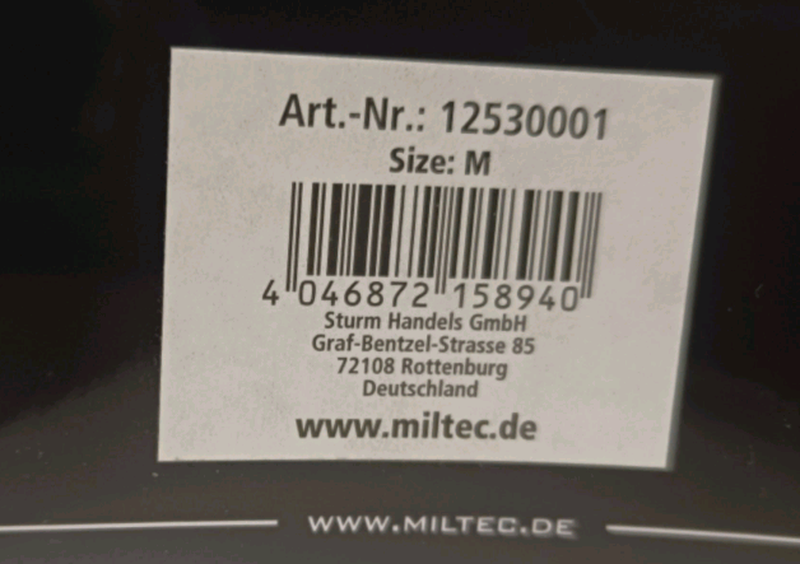 Art.-Nr.: 12530001
Size: M
4 046872 158940
Sturm Handels GmbH
Graf-Bentzel-Strasse 85
72108 Rottenburg
Deutschland
www.miltec.de
WWW.MILTEC.DE